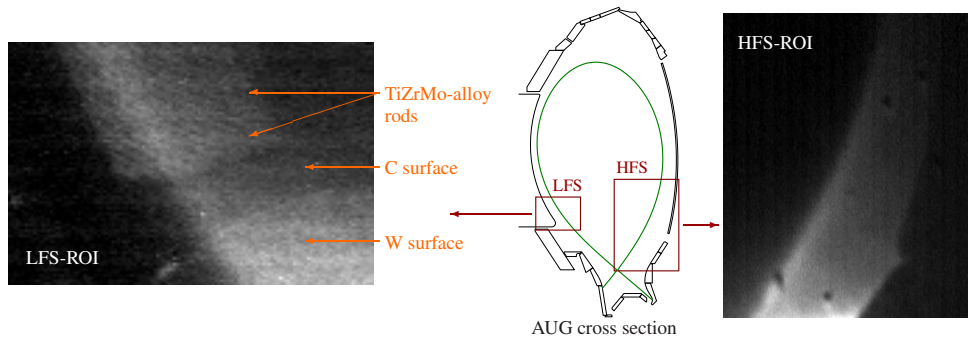 LFS-ROI
TiZrMo-alloy
rods
C surface
W surface
LFS
HFS
AUG cross section
HFS-ROI